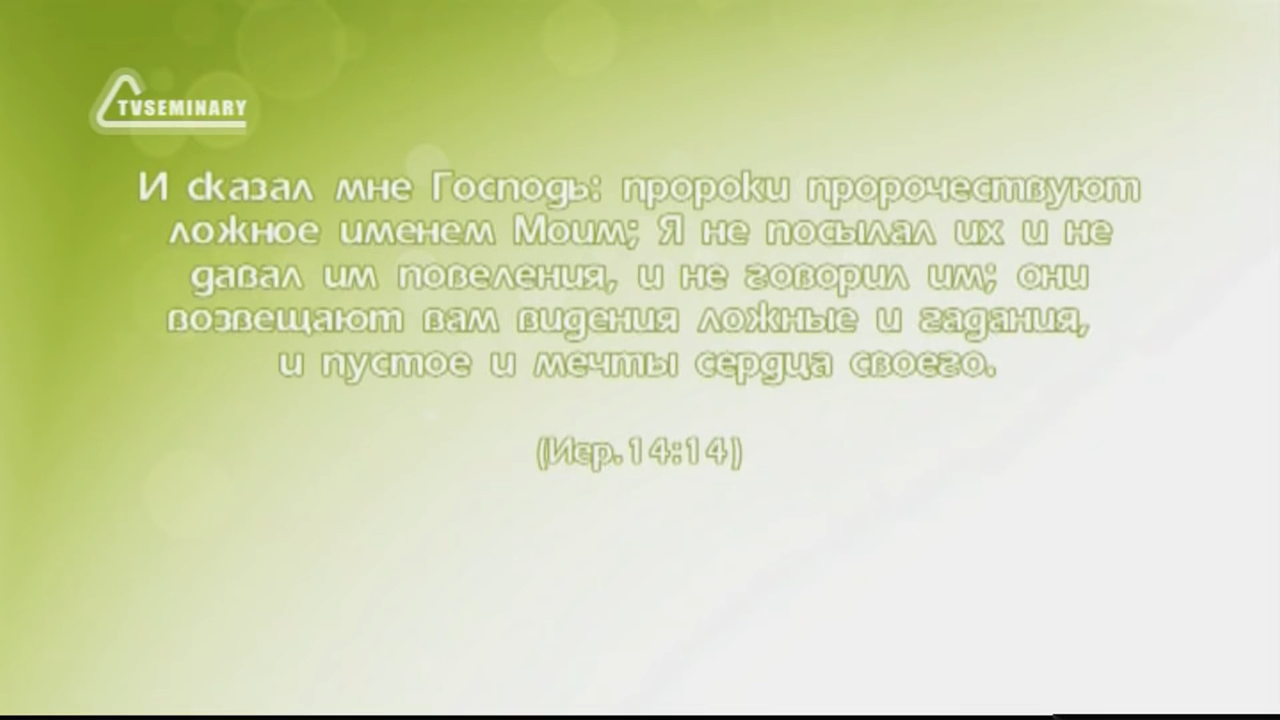 TVSEMINARY
И сказал мне Господь: пророки пророчествуют
ложное именем Моим; Я не посылал их и не
давал им повеления, и не говорил им; они
возвещают вам видения ложные и гадания,
и пустое и мечты сердца своего.
(Иер.14:14)